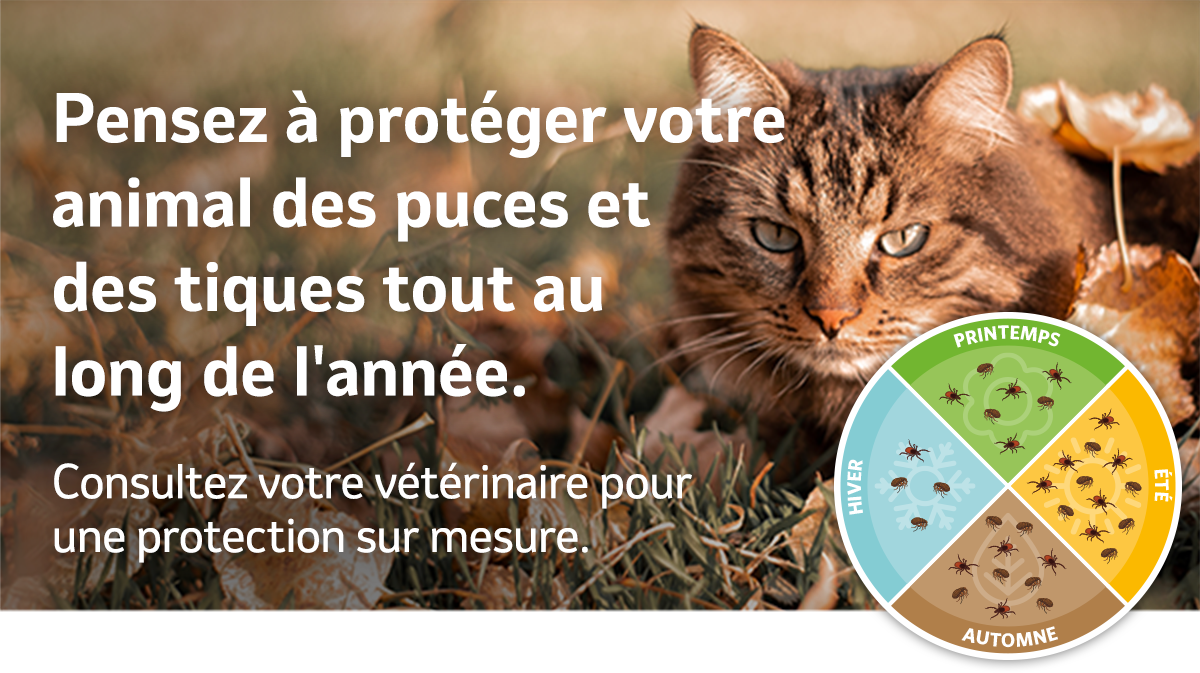 Pensez à protéger votre
animal des puces et
des tiques tout au
long de l'année.
Consultez votre vétérinaire pour
une protection sur mesure.
PRINTEMPS
HIVER
ÉTÉ
AUTOMNE